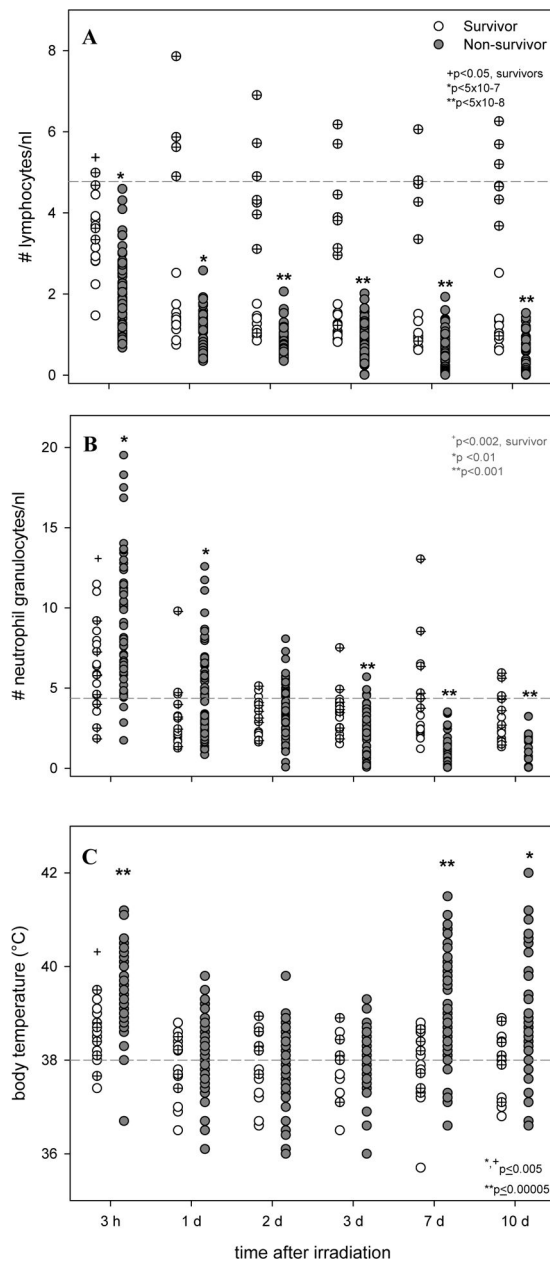 A
Survivor
Non-survivor
+p<0.05, survivors
*p<5x10-7
**p<5x10-8
# lymphocytes/nl
8
6
4
2
0
+
*
*
**
**
**
**
B
+p<0.002, survivor
*p <0.01
**p<0.001
# neutrophil granulocytes/nl
20
15
10
5
0
+
*
*
**
**
**
C
body temperature (°C)
42
40
38
36
+
**
**
*
*,+p≤0.005
**p≤0.00005
3 h
1 d
2 d
3 d
7 d
10 d
time after irradiation